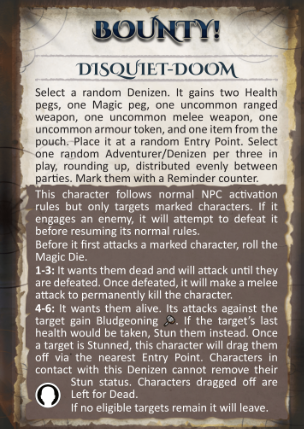 BOUNTY!
DISQUIET-DOOM
Select a random Denizen. It gains two Health
pegs, one Magic peg, one uncommon ranged
weapon, one uncommon melee weapon, one
uncommon armour token, and one item from the
pouch. Place it at a random Entry Point. Select
one random Adventurer/Denizen per three in
play, rounding up, distributed evenly between
parties. Mark them with a Reminder counter.
This character follows normal NPC activation
rules but only targets marked characters. If it
engages an enemy, it will attempt to defeat it
before resuming its normal rules.
Before it first attacks a marked character, roll the
Magic Die.
1-3: It wants them dead and will attack until they
are defeated. Once defeated, it will make a melee
attack to permanently kill the character.
4-6: It wants them alive. Its attacks against the
target gain Bludgeoning . If the target's last
health would be taken, Stun them instead. Once
a target is Stunned, this character will drag them
off via the nearest Entry Point. Characters in
contact with this Denizen cannot remove their
Stun status. Characters dragged off are
Left for Dead.
If no eligible targets remain it will leave.